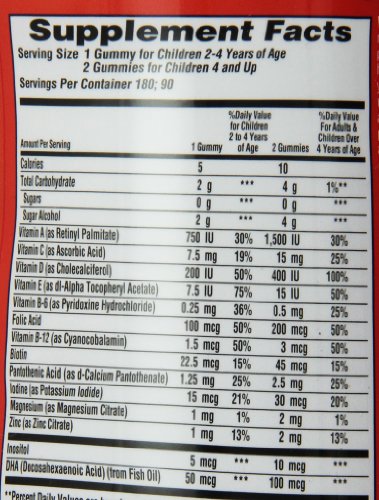 Supplement Facts
Serving Size 1 Gummy for Children 2-4 Years of Age
2 Gummies for Children 4 and Up
Servings Per Container 180; 90
%Daily Value %Daily Value
for Children For Adults &
2 to 4 Years Children Over
Amount Per Serving 1 Gummy of Age 2 Gummies 4 Years of Age
Calories 5 10
Total Carbohydrate 2 g *** 4 g 1%**
Sugars 0 g *** 0 g ***
Sugar Alcohol 2 g *** 4 g ***
Vitamin A (as Retinyl Palmitate) 750 IU 30% 1,500 IU 30%
Vitamin C (as Ascorbic Acid) 7.5 mg 19% 15 mg 25%
Vitamin D (as Cholecalciferol) 200 IU 50% 400 IU 100%
Vitamin E (as dl-Alpha Tocopheryl Acetate) 7.5 IU 75% 15 IU 50%
Vitamin B-6 (as Pyridoxine Hydrochloride) 0.25 mg 36% 0.5 mg 25%
Folic Acid 100 mcg 50% 200 mcg 50%
Vitamin B-12 (as Cyanocobalamin) 1.5 mcg 50% 3 mcg 50%
Biotin 22.5 mcg 15% 45 mcg 15%
Pantothenic Acid (as d-Calcium Pantothenate) 1.25 mg 25% 2.5 mg 25%
Iodine (as Potassium Iodide) 15 mcg 21% 30 mcg 20%
Magnesium (as Magnesium Citrate) 1 mg 1% 2 mg 1%
Zinc (as Zinc Citrate) 1 mg 13% 2 mg 13%
Inositol 5 mcg *** 10 mcg ***
DHA (Docosahexaenoic Acid) (from Fish Oil) 50 mcg *** 100 mcg ***
**Percent Daily Values are